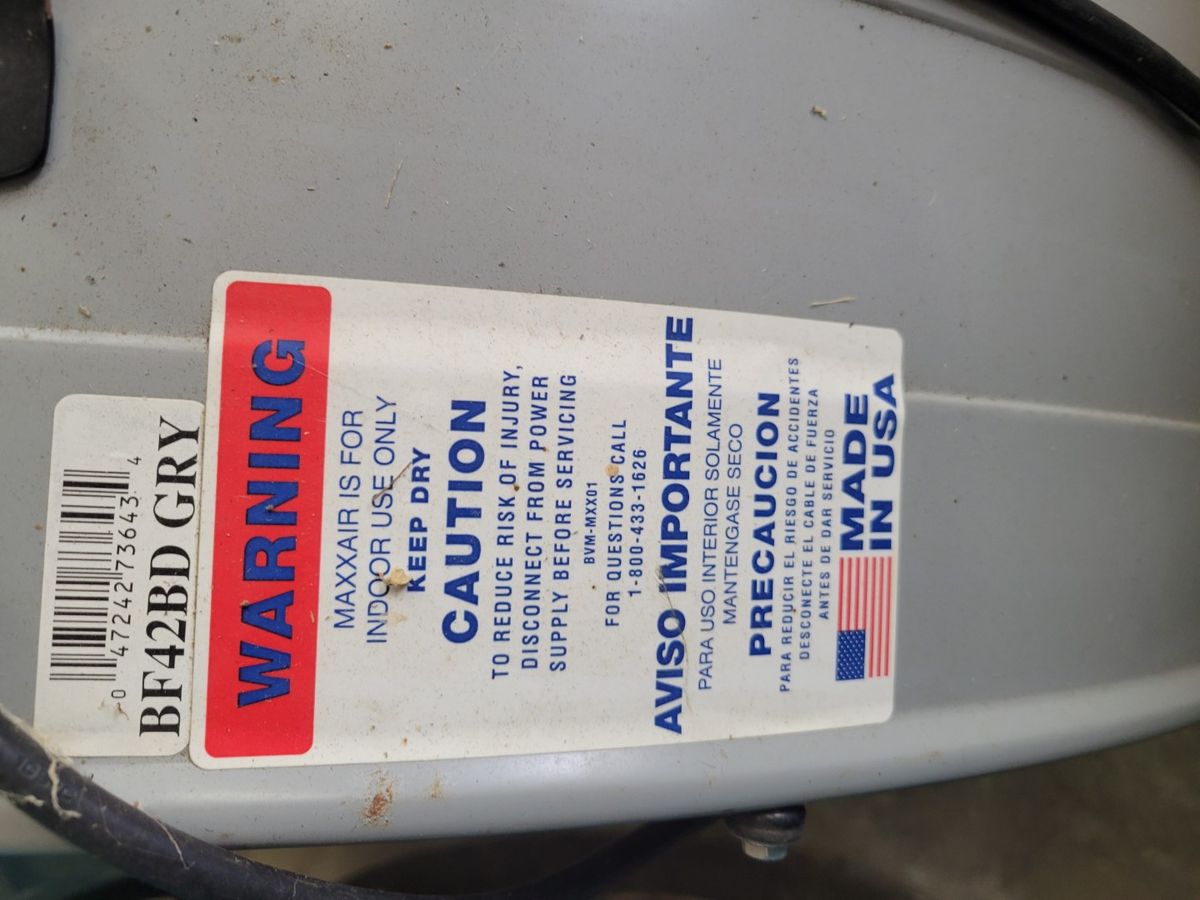 0 47242 73643 4
BF42BD GRY
WARNING
MAXXAIR IS FOR
INDOOR USE ONLY
KEEP DRY
CAUTION
TO REDUCE RISK OF INJURY,
DISCONNECT FROM POWER
SUPPLY BEFORE SERVICING
BVM-MXX01
FOR QUESTIONS CALL
1-800-433-1626
AVISO IMPORTANTE
PARA USO INTERIOR SOLAMENTE
MANTENGASE SECO
PRECAUCION
PARA REDUCIR EL RIESGO DE ACCIDENTES
DESCONECTE EL CABLE DE FUERZA
ANTES DE DAR SERVICIO
MADE
IN USA